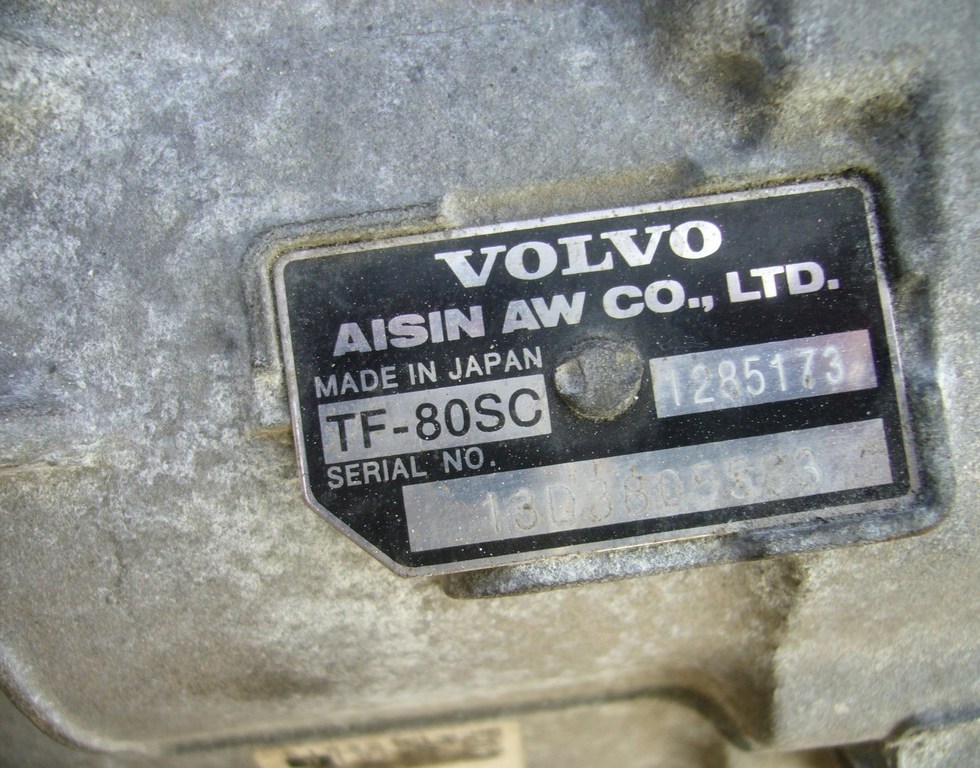 VOLVO
AISIN AW CO., LTD.
MADE IN JAPAN
TF-80SC 1285173
SERIAL NO.